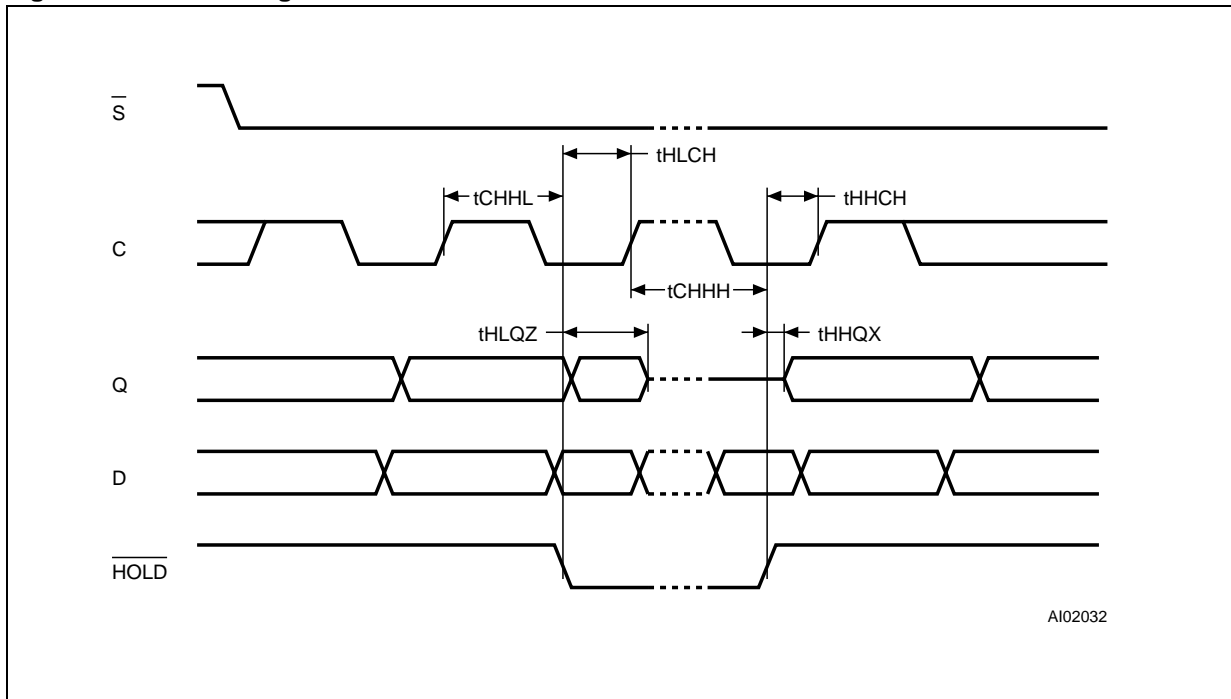 S
tHLCH
tCHHL
tHHCH
C
tCHHH
tHLQZ
tHHQX
Q
D
HOLD
AI02032